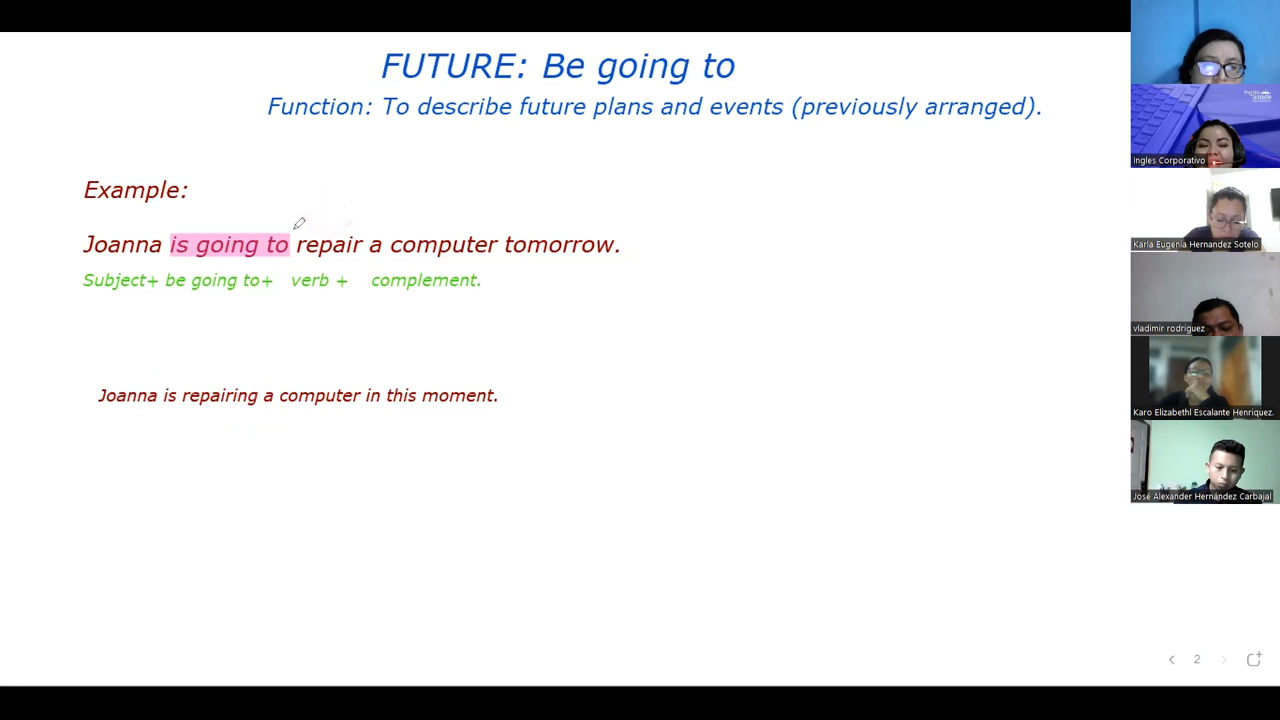 FUTURE: Be going to
Function: To describe future plans and events (previously arranged).
Example:
Joanna is going to repair a computer tomorrow.
Subject+ be going to+ verb + complement.
Joanna is repairing a computer in this moment.
2
Ingles Corporativo
Karla Eugenia Hernandez Sotelo
vladimir rodriguez
Karo Elizabethl Escalante Henriquez.
José Alexander Hernández Carbajal